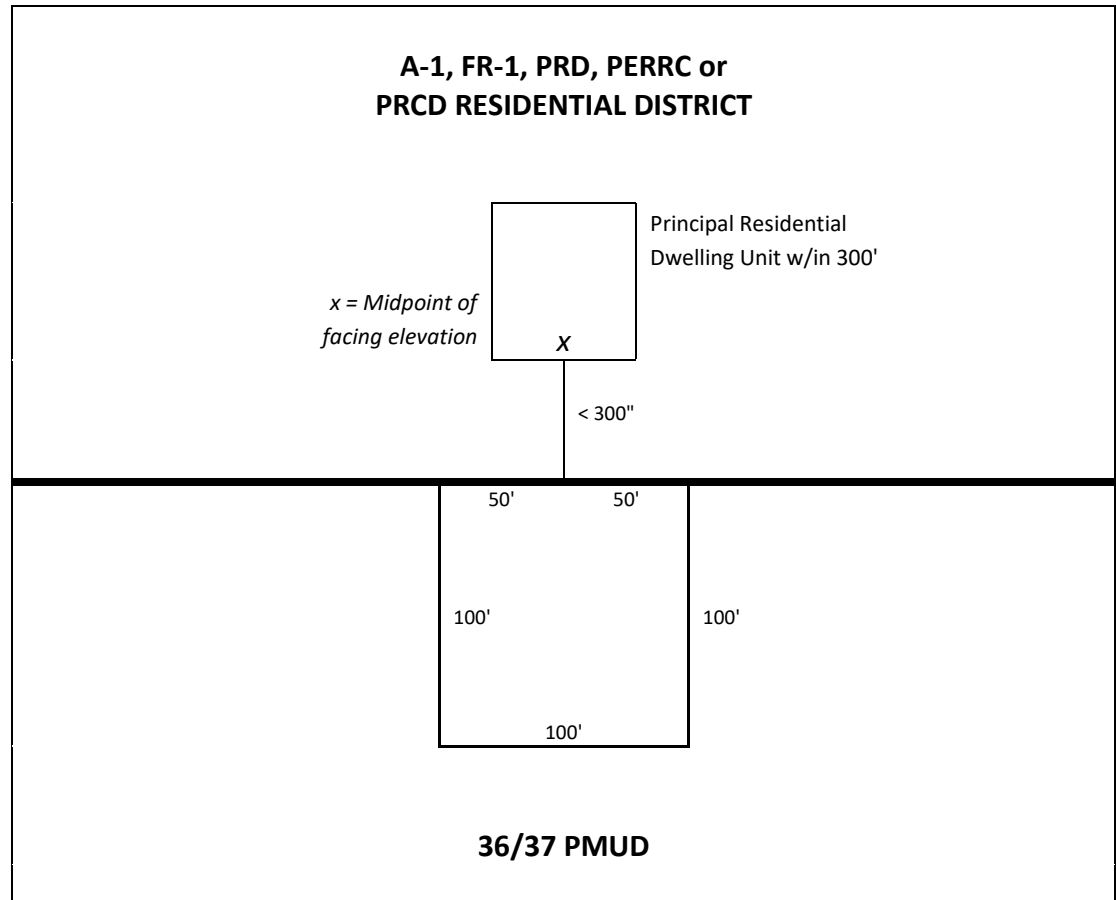 A-1, FR-1, PRD, PERRC or
PRCD RESIDENTIAL DISTRICT
Principal Residential
Dwelling Unit w/in 300'
x = Midpoint of
facing elevation
x
< 300"
50' 50'
100' 100'
100'
36/37 PMUD